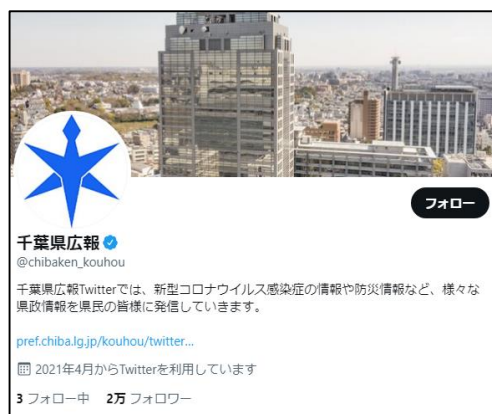 フォロー
千葉県広報
@chibaken_kouhou
千葉県広報Twitterでは、新型コロナウイルス感染症の情報や防災情報など、様々な
県政情報を県民の皆様に発信していきます。
pref.chiba.lg.jp/kouhou/twitter...
2021年4月からTwitterを利用しています
3 フォロー中 2万 フォロワー